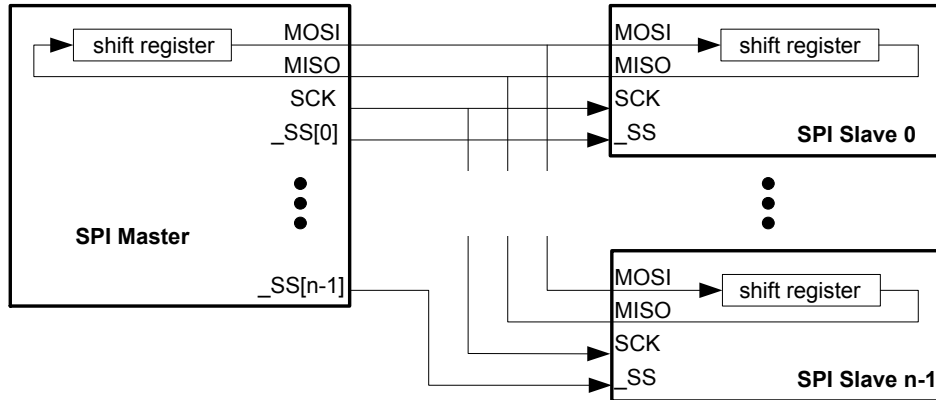 shift register
MOSI
MISO
SCK
_SS[0]
SPI Master
_SS[n-1]
MOSI
shift register
MISO
SCK
_SS
SPI Slave 0
MOSI
shift register
MISO
SCK
_SS
SPI Slave n-1